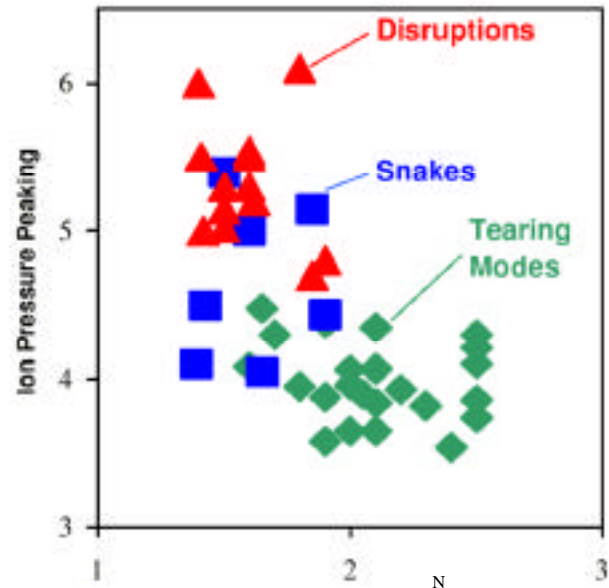 Disruptions
6
Snakes
Ion Pressure Peaking
5
Tearing
Modes
4
3
1
2
N
3